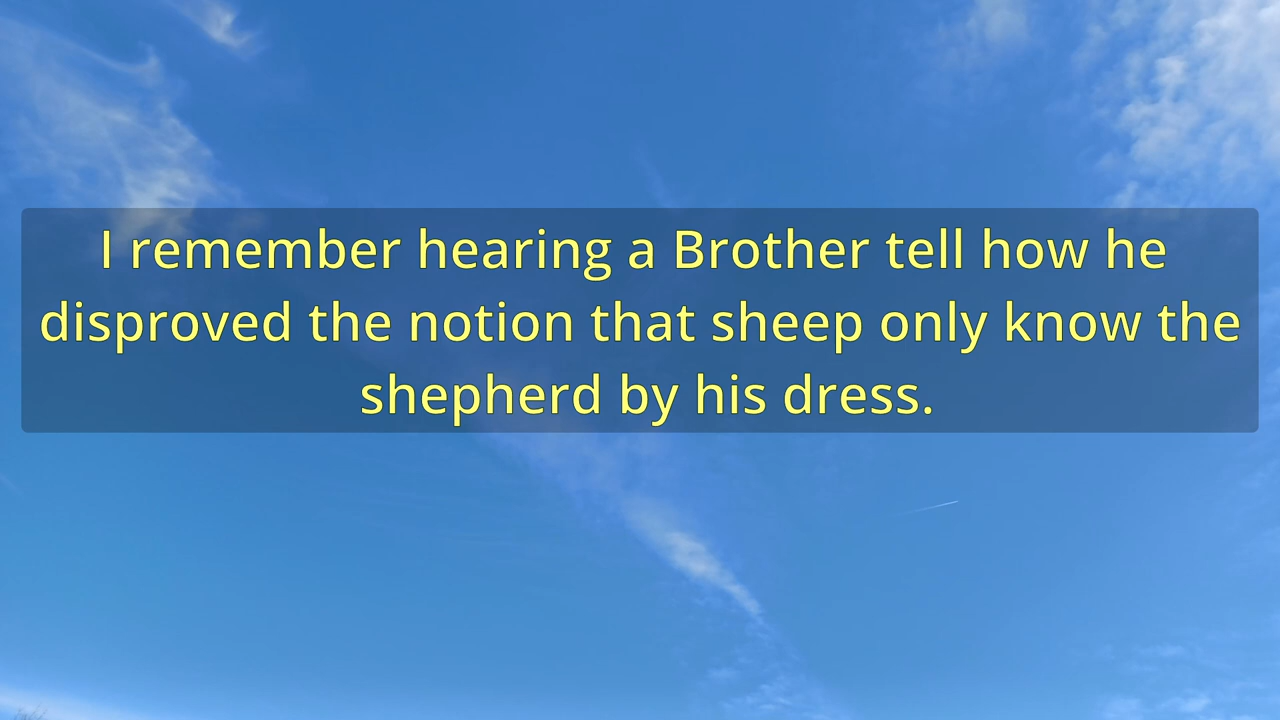 I remember hearing a Brother tell how he
disproved the notion that sheep only know the
shepherd by his dress.